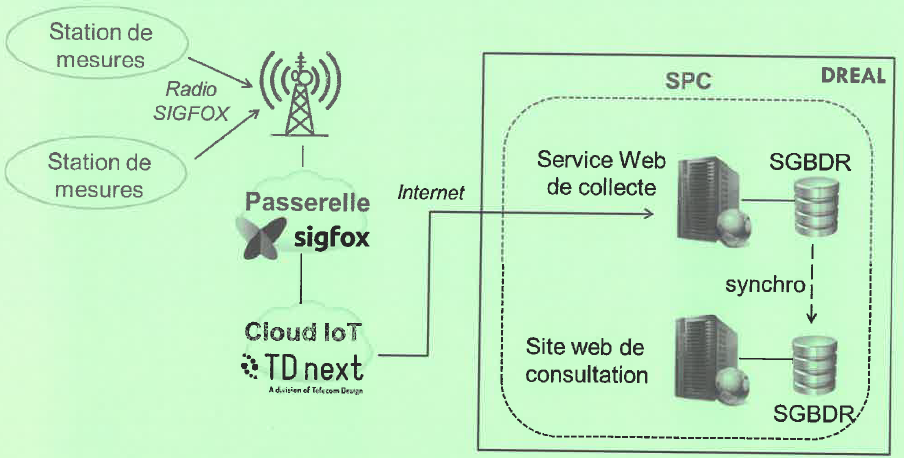 Station de
mesures
Radio
SIGFOX
Station de
mesures
Passerelle
sigfox
Cloud IoT
TD next
A division of Telecom Design
Internet
DREAL
SPC
Service Web
de collecte
SGBDR
synchro
Site web de
consultation
SGBDR